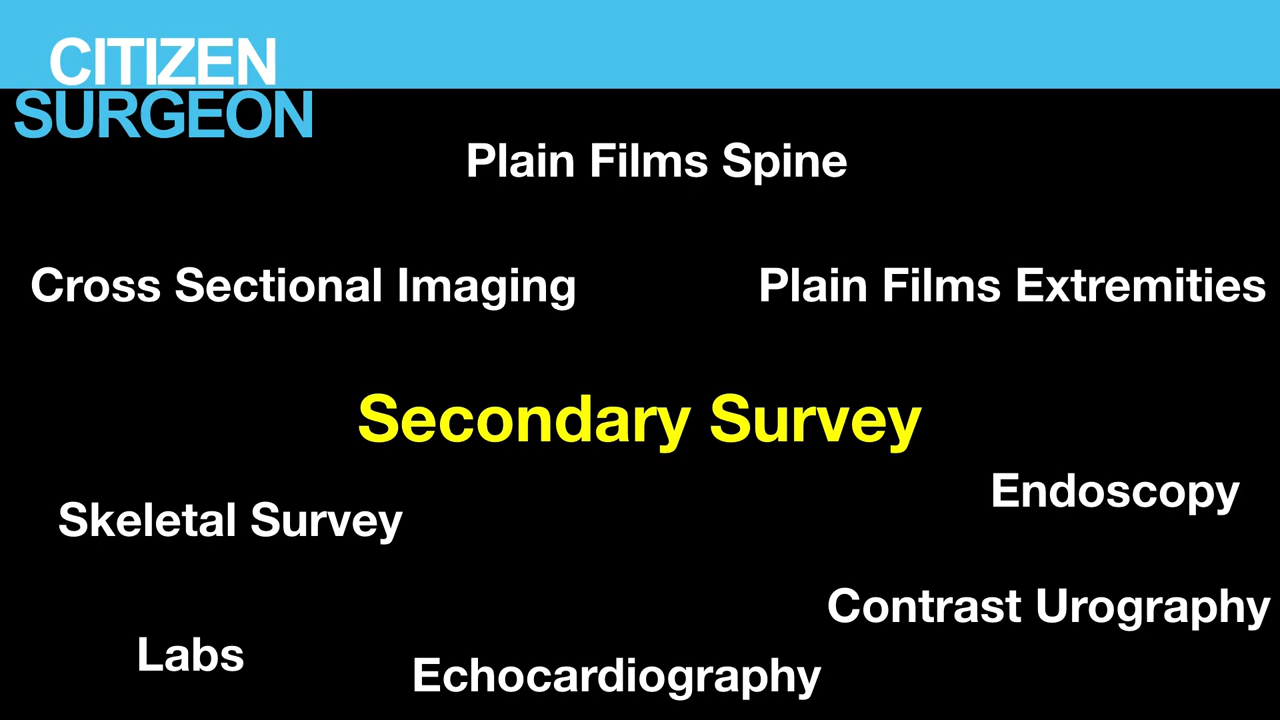 CITIZEN
SURGEON
Plain Films Spine
Cross Sectional Imaging
Plain Films Extremities
Secondary Survey
Endoscopy
Skeletal Survey
Contrast Urography
Labs
Echocardiography